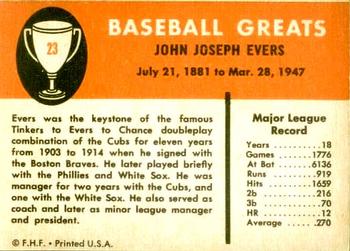 23
BASEBALL GREATS
JOHN JOSEPH EVERS
July 21, 1881 to Mar. 28, 1947
Evers was the keystone of the famous
Tinkers to Evers to Chance doubleplay
combination of the Cubs for eleven years
from 1903 to 1914 when he signed with
the Boston Braves. He later played briefly
with the Phillies and White Sox. He was
manager for two years with the Cubs, and
one with the White Sox. He also served as
coach and later as minor league manager
and president.
© F.H.F. • Printed U.S.A.
Major League
Record
Years 18
Games 1776
At Bat 6136
Runs 919
Hits 1659
2b 216
3b 70
HR 12
Average .270